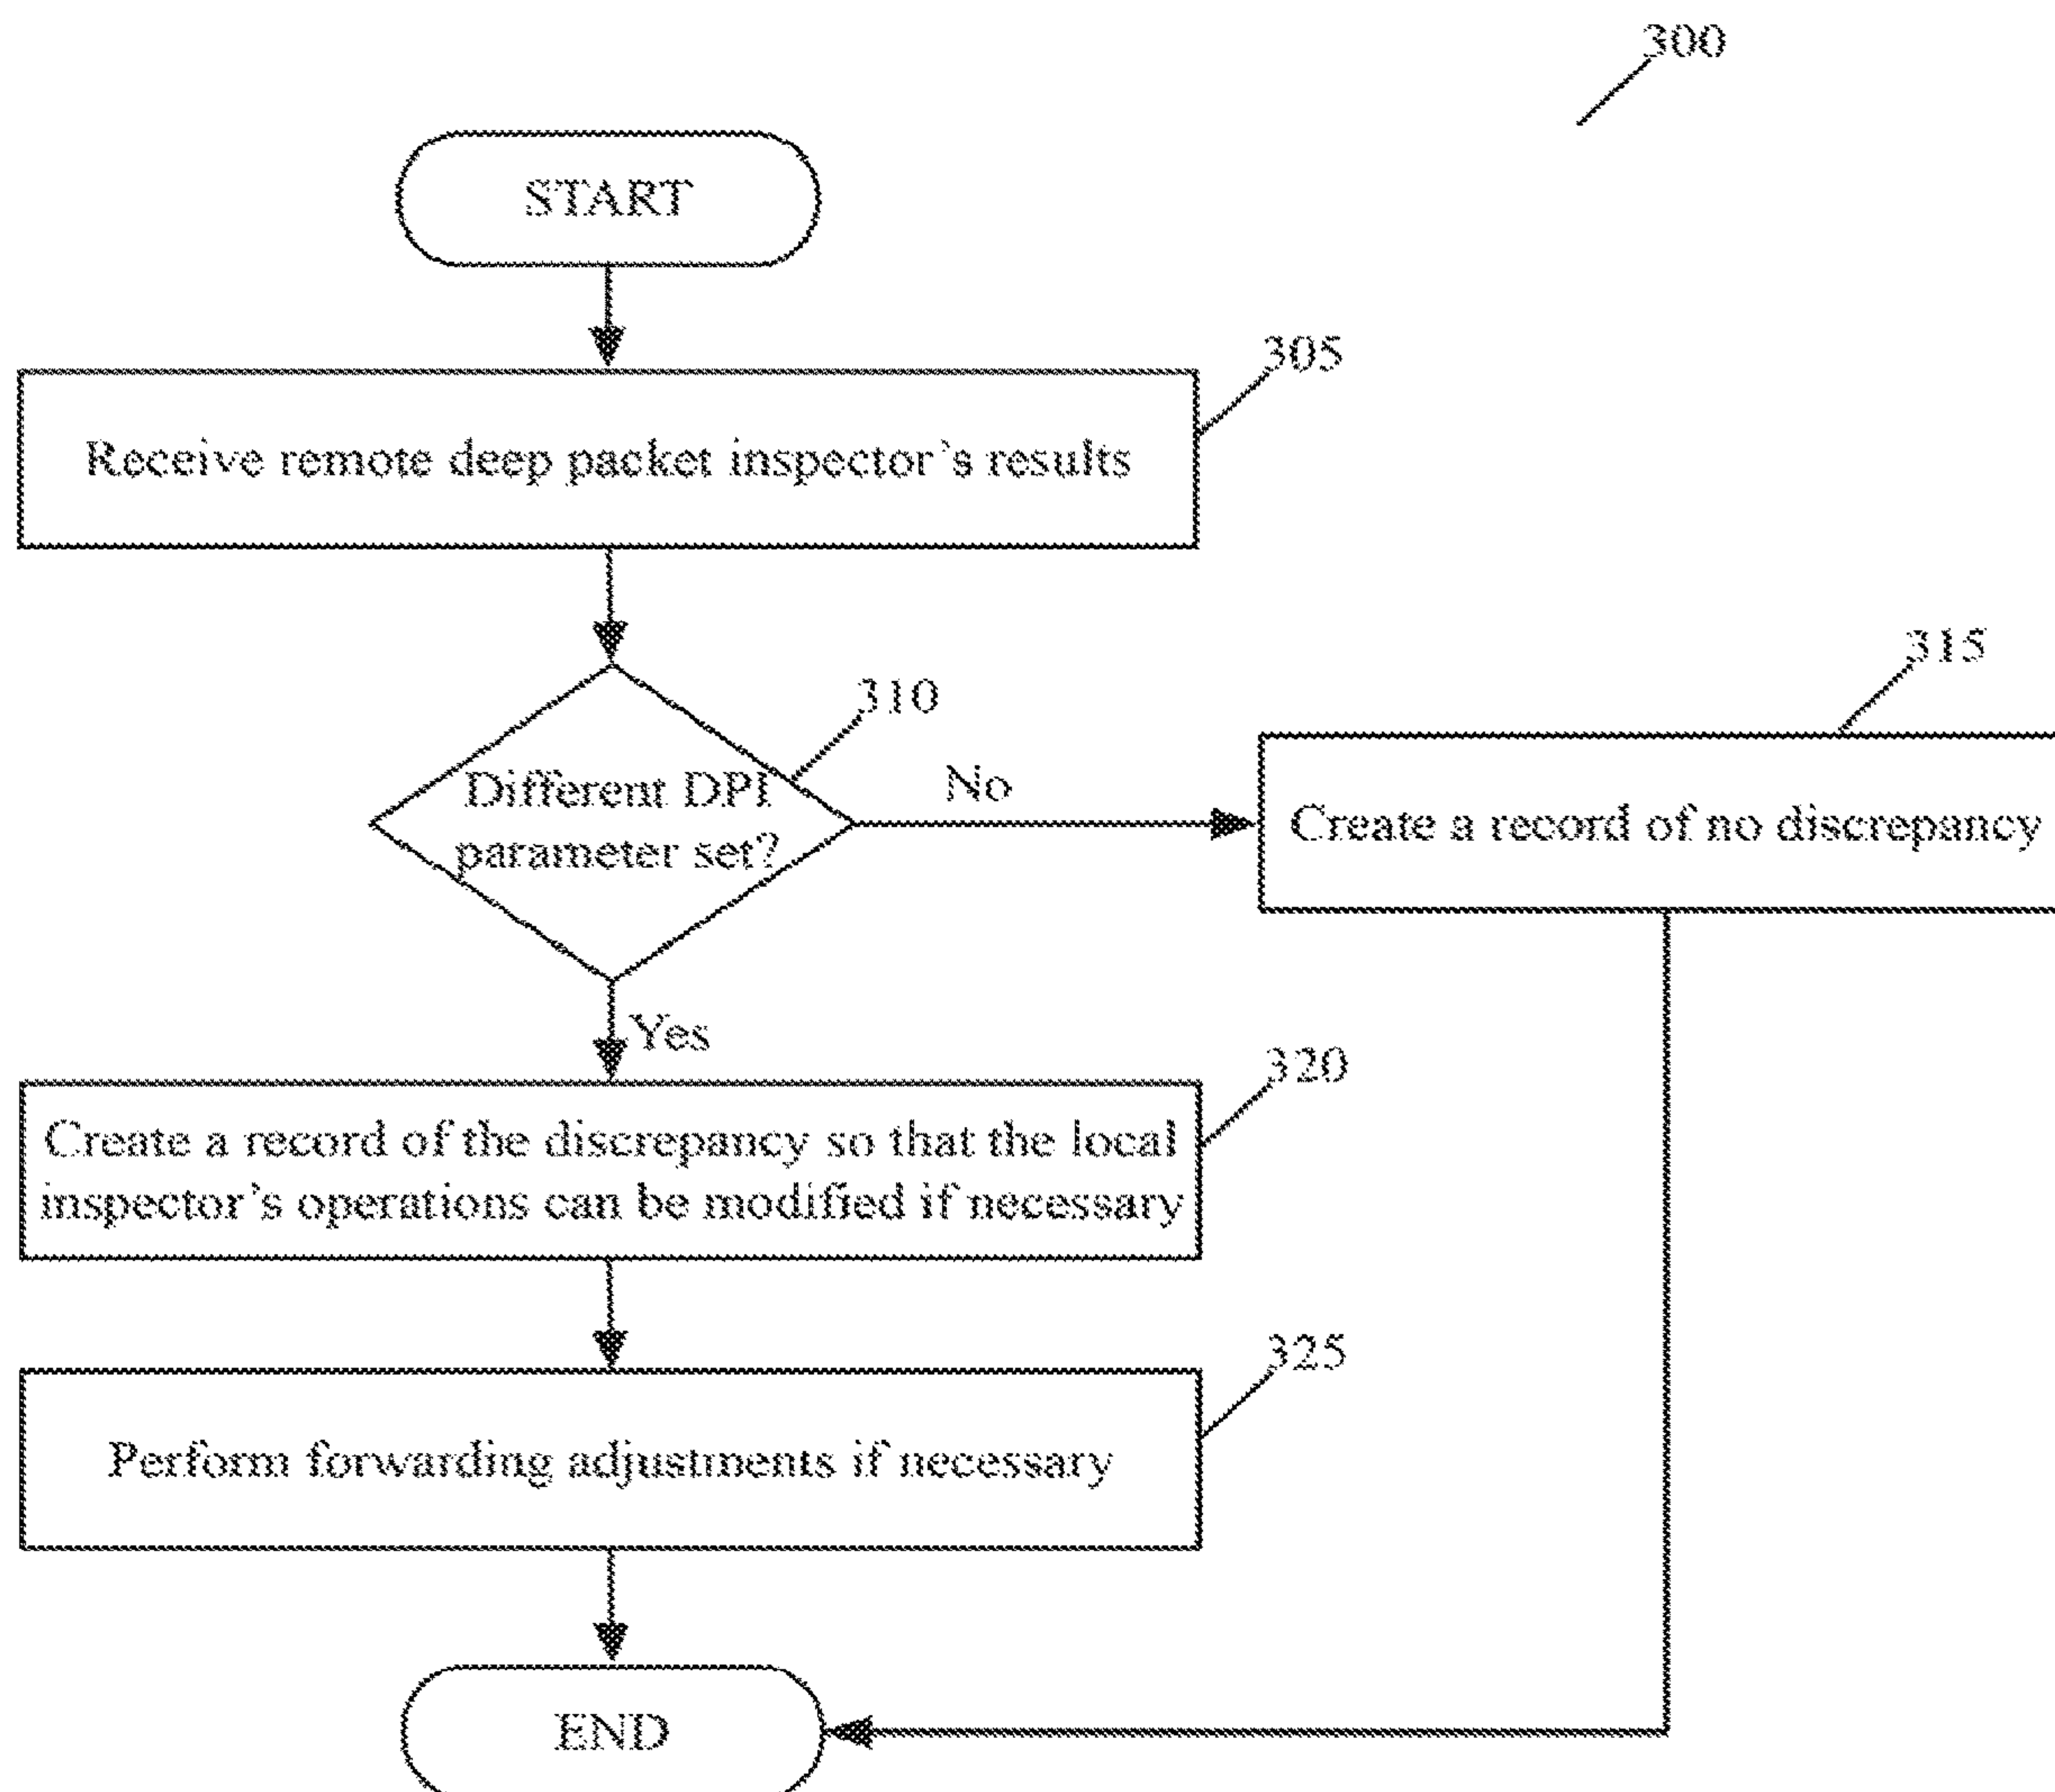 300
START
305
Receive remote deep packet inspector's results
310
Different DPI
parameter set?
No
315
Create a record of no discrepancy
Yes
320
Create a record of the discrepancy so that the local
inspector's operations can be modified if necessary
325
Perform forwarding adjustments if necessary
END